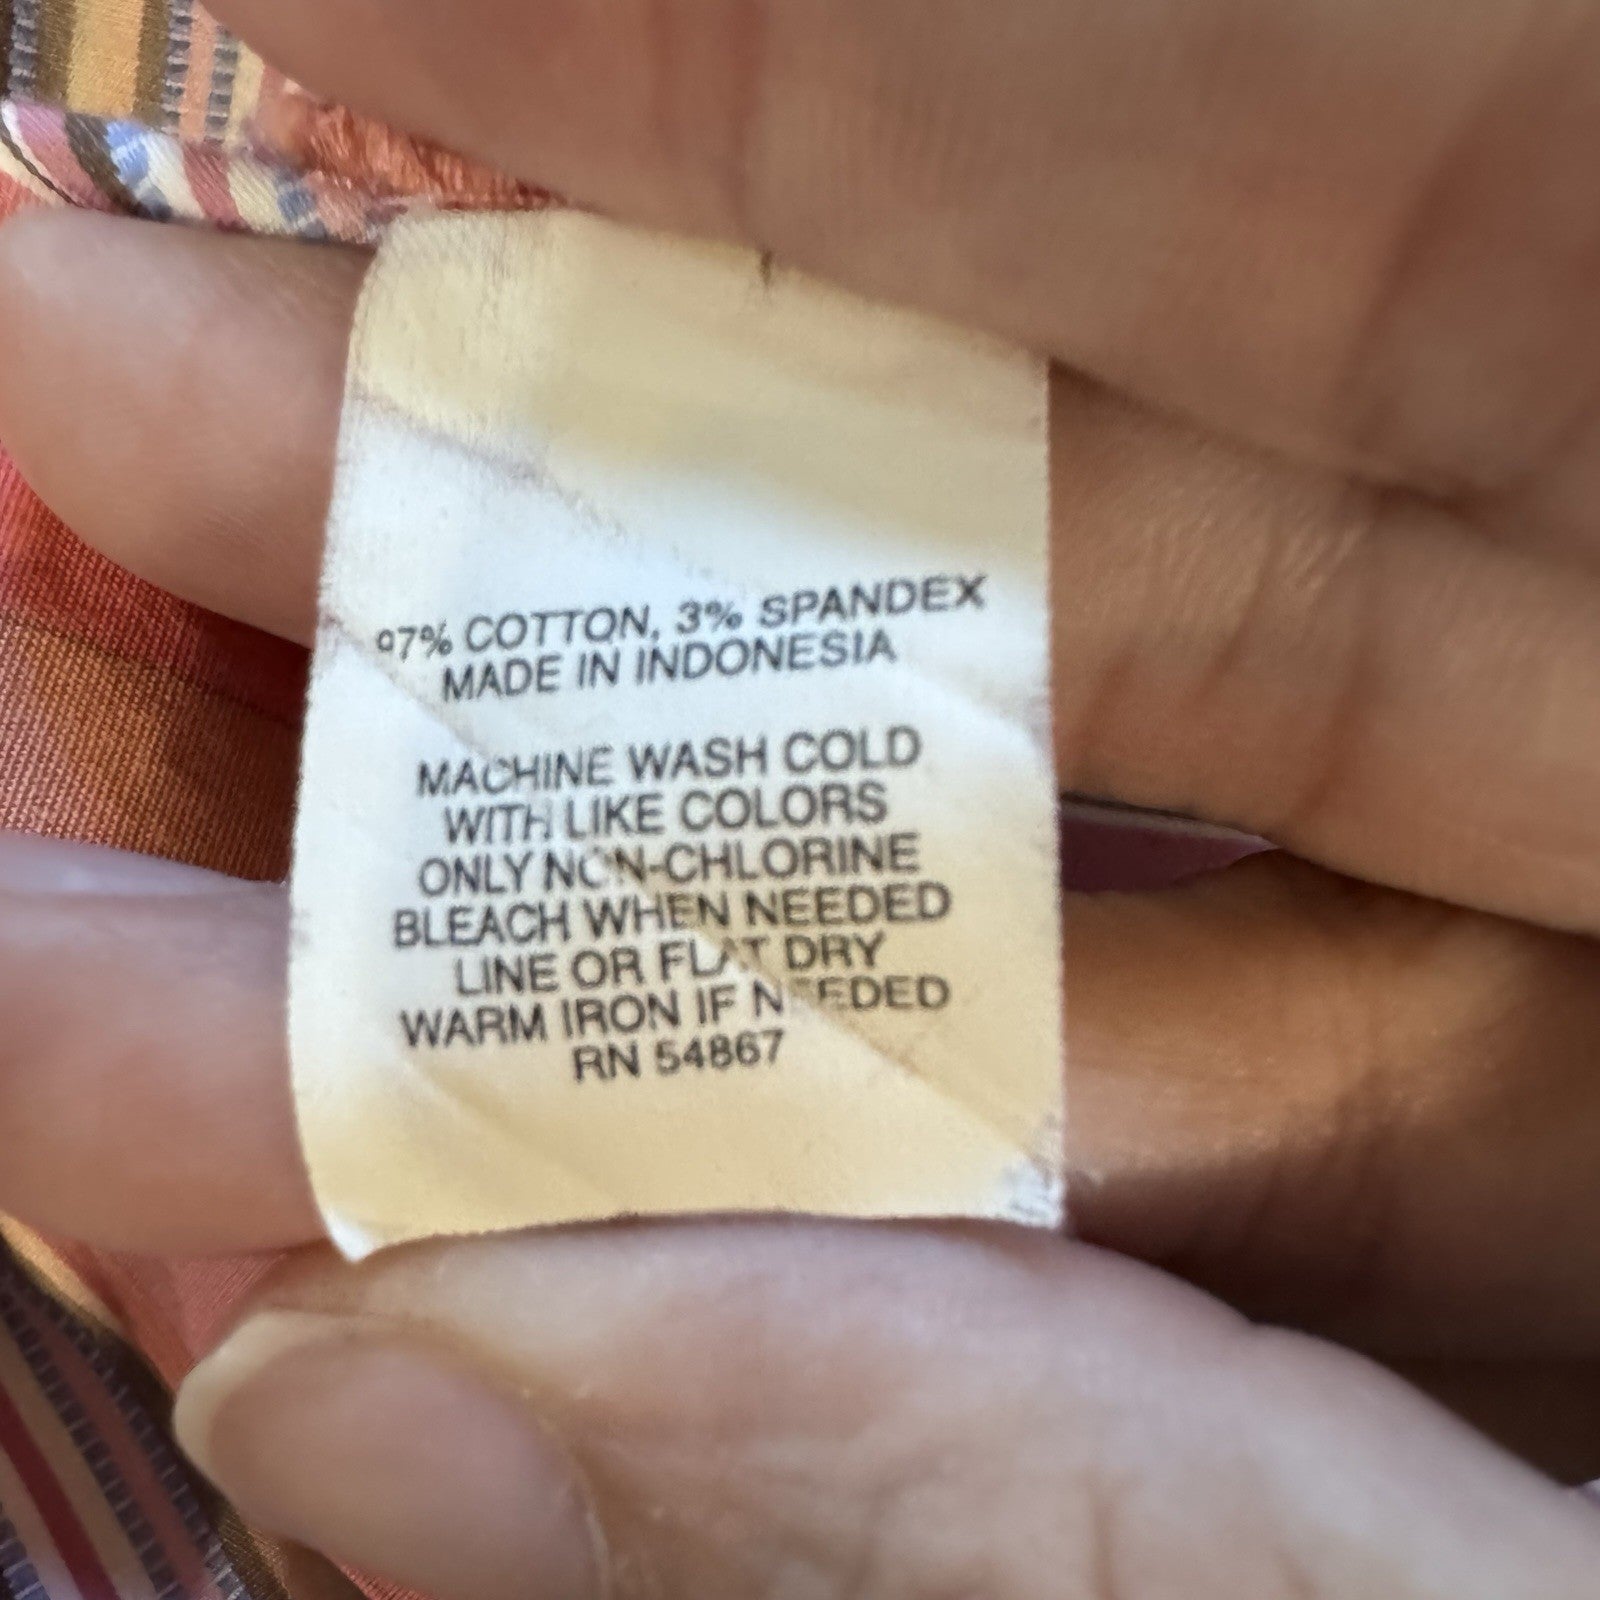 97% COTTON, 3% SPANDEX
MADE IN INDONESIA
MACHINE WASH COLD
WITH LIKE COLORS
ONLY NON-CHLORINE
BLEACH WHEN NEEDED
LINE OR FLAT DRY
WARM IRON IF NEEDED
RN 54867